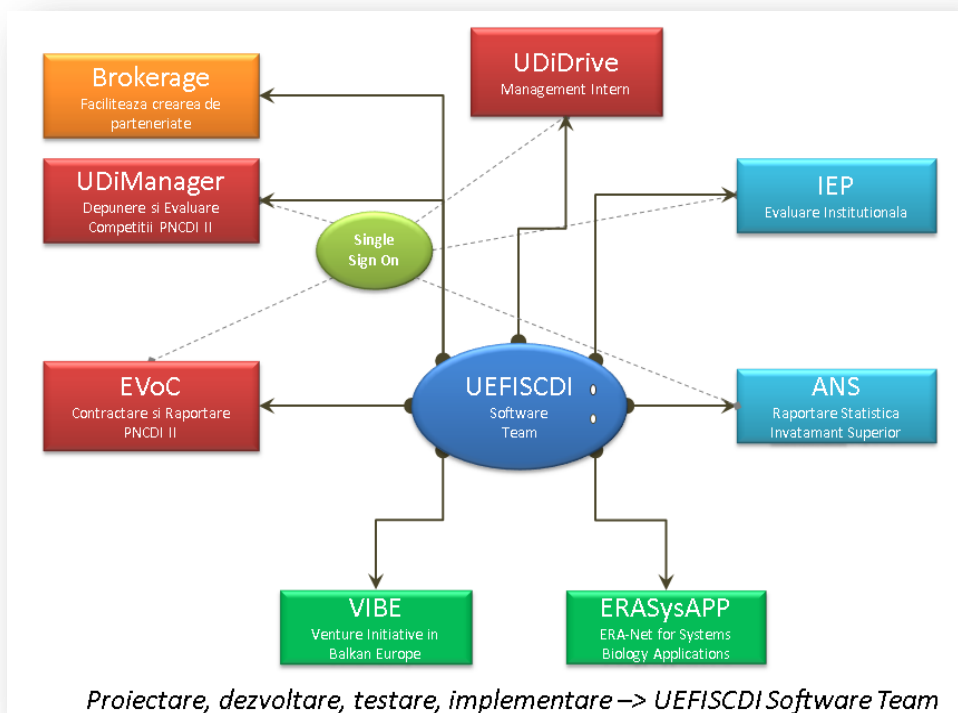 Brokerage
Faciliteaza crearea de
parteneriate
UDiDrive
Management Intern
UDiManager
Depunere si Evaluare
Competitii PNCDI II
Single
Sign On
IEP
Evaluare Institutionala
EVoC
Contractare si Raportare
PNCDI II
UEFISCDI
Software
Team
ANS
Raportare Statistica
Invatamant Superior
VIBE
Venture Initiative in
Balkan Europe
ERASysAPP
ERA-Net for Systems
Biology Applications
Proiectare, dezvoltare, testare, implementare –> UEFISCDI Software Team